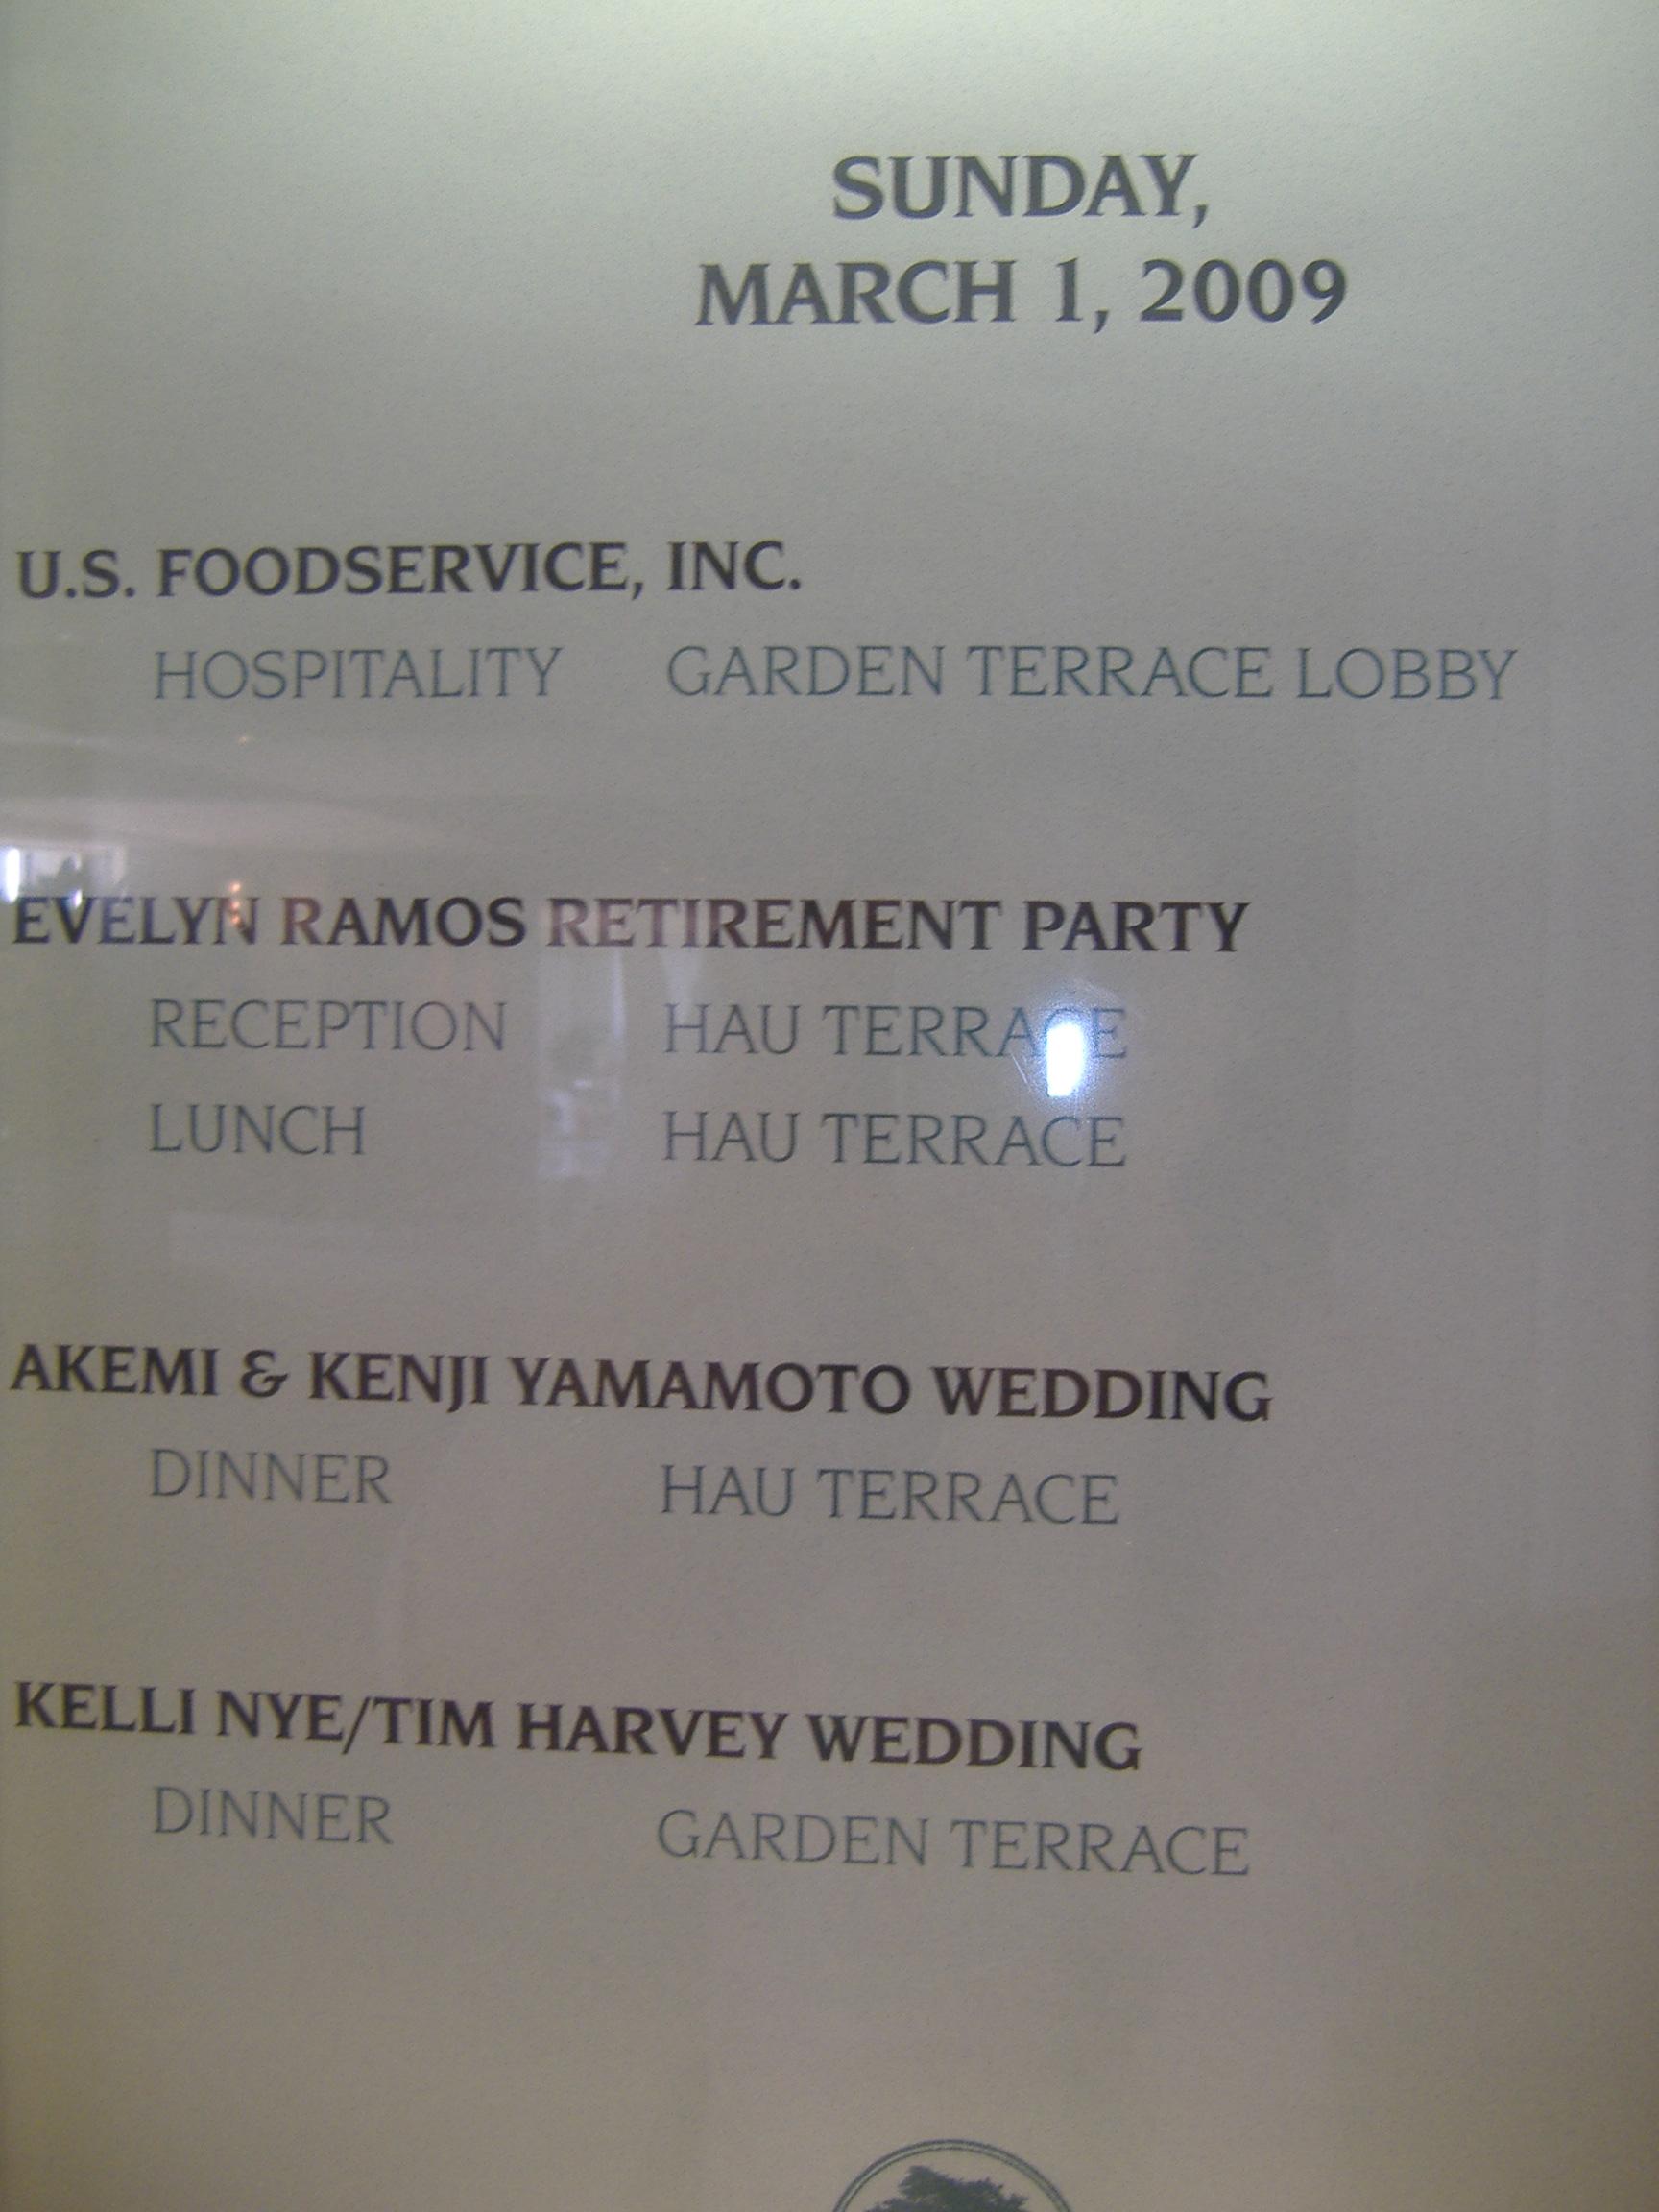 SUNDAY,
MARCH 1, 2009
U.S. FOODSERVICE, INC.
HOSPITALITY GARDEN TERRACE LOBBY
EVELYN RAMOS RETIREMENT PARTY
RECEPTION HAU TERRACE
LUNCH HAU TERRACE
AKEMI & KENJI YAMAMOTO WEDDING
DINNER HAU TERRACE
KELLI NYE/TIM HARVEY WEDDING
DINNER GARDEN TERRACE